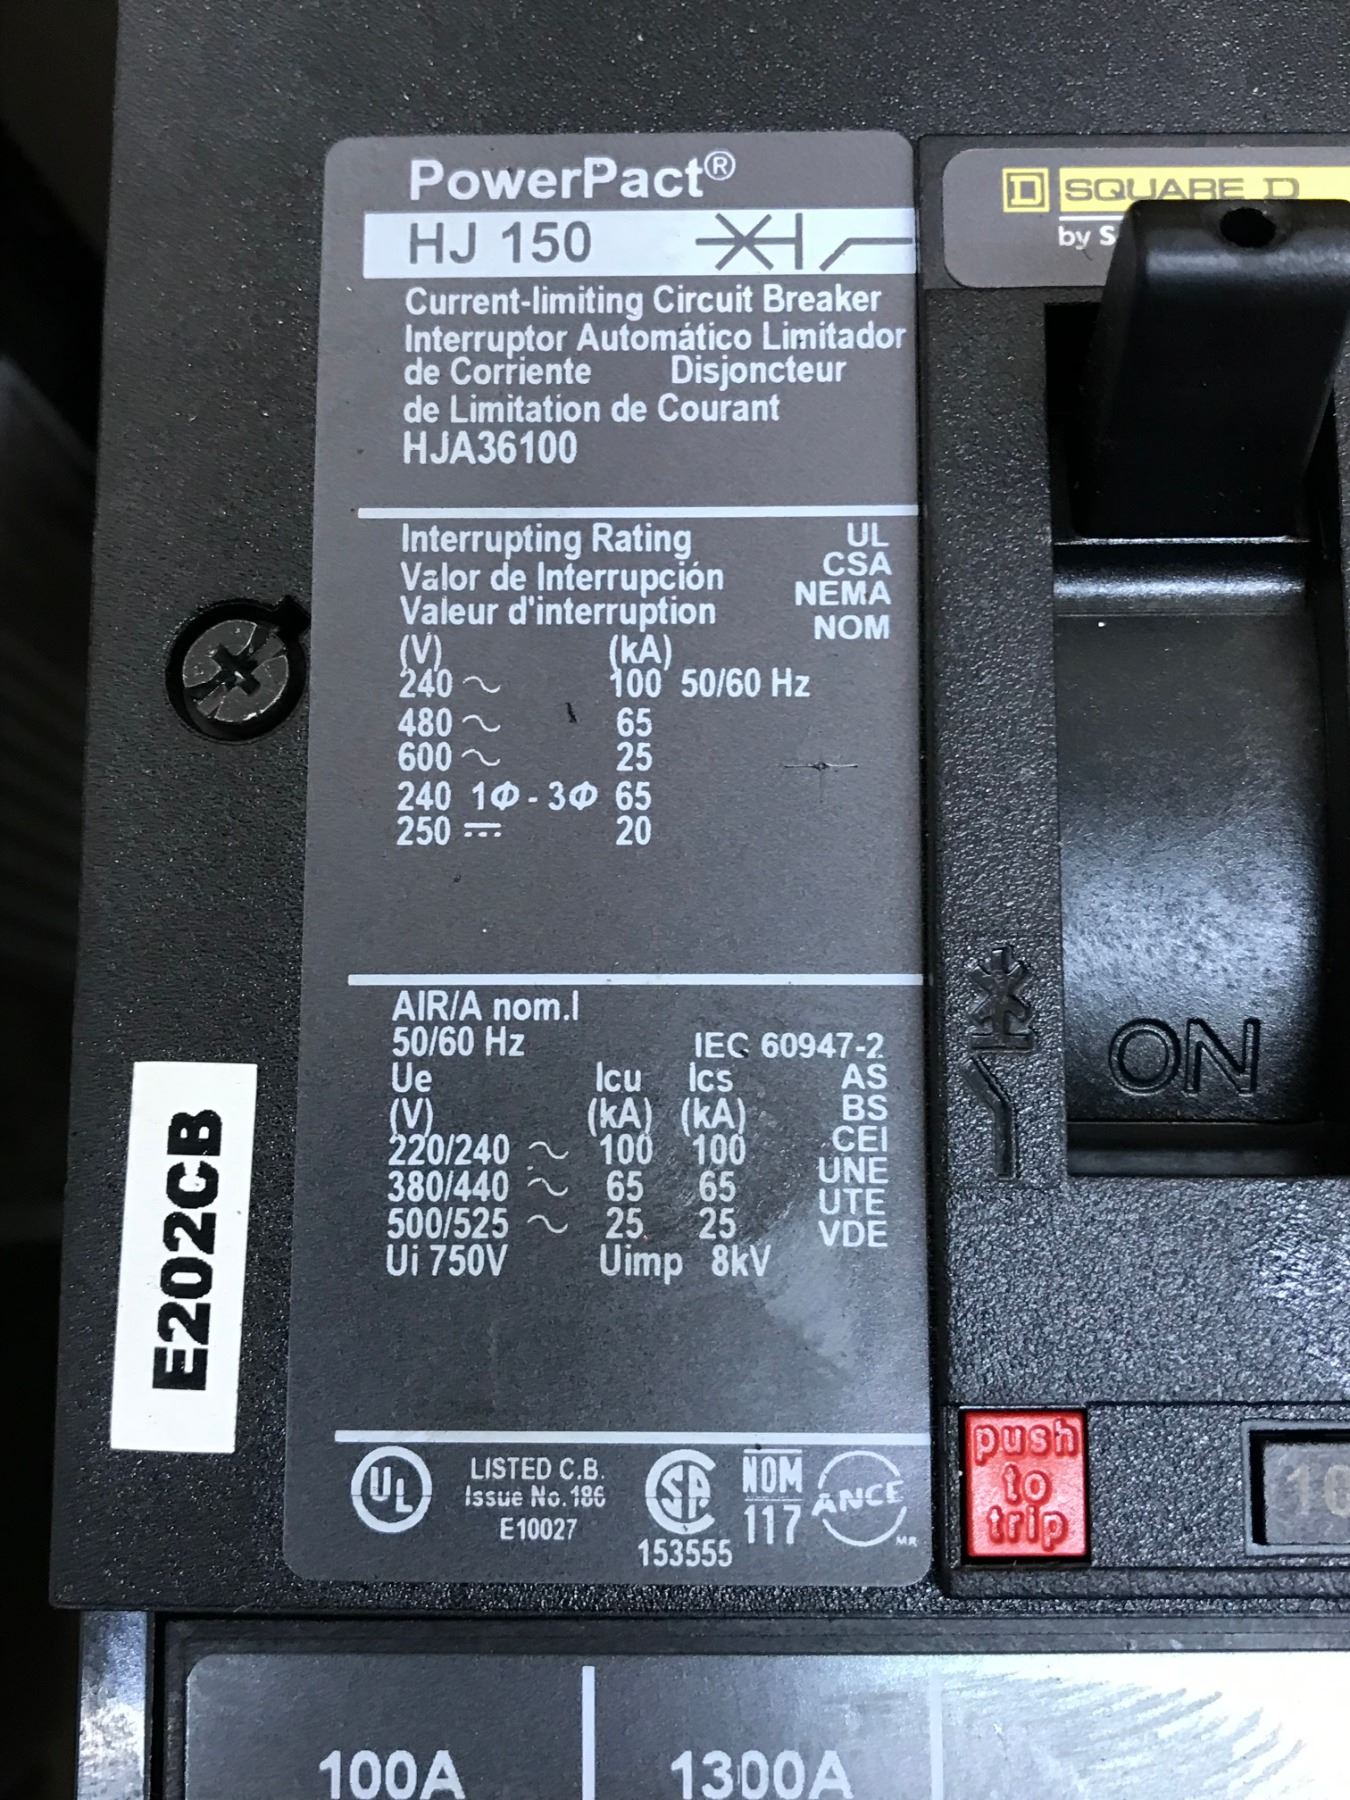 PowerPact®
HJ 150
Current-limiting Circuit Breaker
Interruptor Automático Limitador
de Corriente Disjoncteur
de Limitation de Courant
HJA36100
Interrupting Rating UL
Valor de Interrupción CSA
Valeur d'interruption NEMA
NOM
(V) (kA)
240 ~ 100 50/60 Hz
480 ~ 65
600 ~ 25
240 1Φ - 3Φ 65
250 ⎓ 20
AIR/A nom.I
50/60 Hz IEC 60947-2
Ue Icu Ics AS
(V) (kA) (kA) BS
220/240 ~ 100 100 CEI
380/440 ~ 65 65 UNE
500/525 ~ 25 25 UTE
Ui 750V Uimp 8kV VDE
UL
LISTED C.B.
Issue No. 186
E10027
SA
153555
NOM
117
ANCE
MR
E202CB
D SQUARE D
by S
ON
push
to
trip
10
100A 1300A